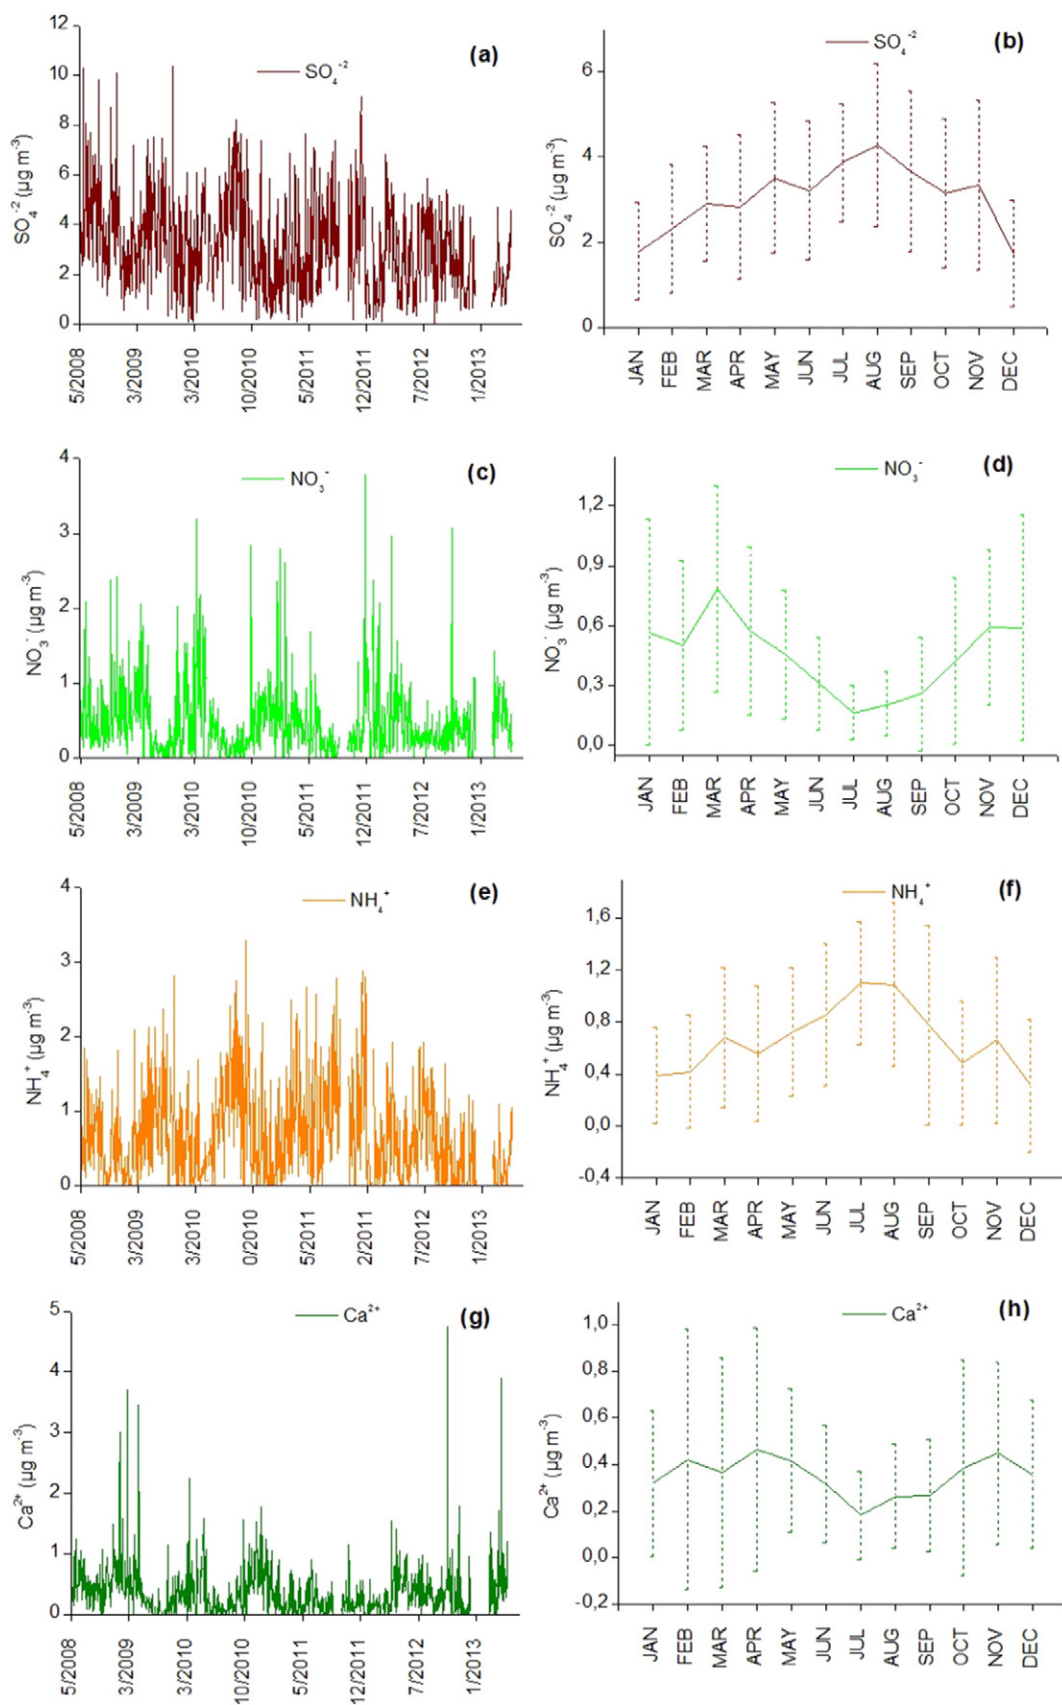 (a)
SO₄⁻²
SO₄⁻² (µg m⁻³)
12
10
8
6
4
2
0
5/2008
3/2009
3/2010
10/2010
5/2011
12/2011
7/2012
1/2013
(b)
SO₄⁻²
SO₄⁻² (µg m⁻³)
6
4
2
0
JAN
FEB
MAR
APR
MAY
JUN
JUL
AUG
SEP
OCT
NOV
DEC
(c)
NO₃⁻
NO₃⁻ (µg m⁻³)
4
3
2
1
0
5/2008
3/2009
3/2010
10/2010
5/2011
12/2011
7/2012
1/2013
(d)
NO₃⁻
NO₃⁻ (µg m⁻³)
1,2
0,9
0,6
0,3
0,0
JAN
FEB
MAR
APR
MAY
JUN
JUL
AUG
SEP
OCT
NOV
DEC
(e)
NH₄⁺
NH₄⁺ (µg m⁻³)
4
3
2
1
0
5/2008
3/2009
3/2010
0/2010
5/2011
2/2011
7/2012
1/2013
(f)
NH₄⁺
NH₄⁺ (µg m⁻³)
1,6
1,2
0,8
0,4
0,0
-0,4
JAN
FEB
MAR
APR
MAY
JUN
JUL
AUG
SEP
OCT
NOV
DEC
(g)
Ca²⁺
Ca²⁺ (µg m⁻³)
5
4
3
2
1
0
5/2008
3/2009
3/2010
10/2010
5/2011
12/2011
7/2012
1/2013
(h)
Ca²⁺
Ca²⁺ (µg m⁻³)
1,0
0,8
0,6
0,4
0,2
0,0
-0,2
JAN
FEB
MAR
APR
MAY
JUN
JUL
AUG
SEP
OCT
NOV
DEC